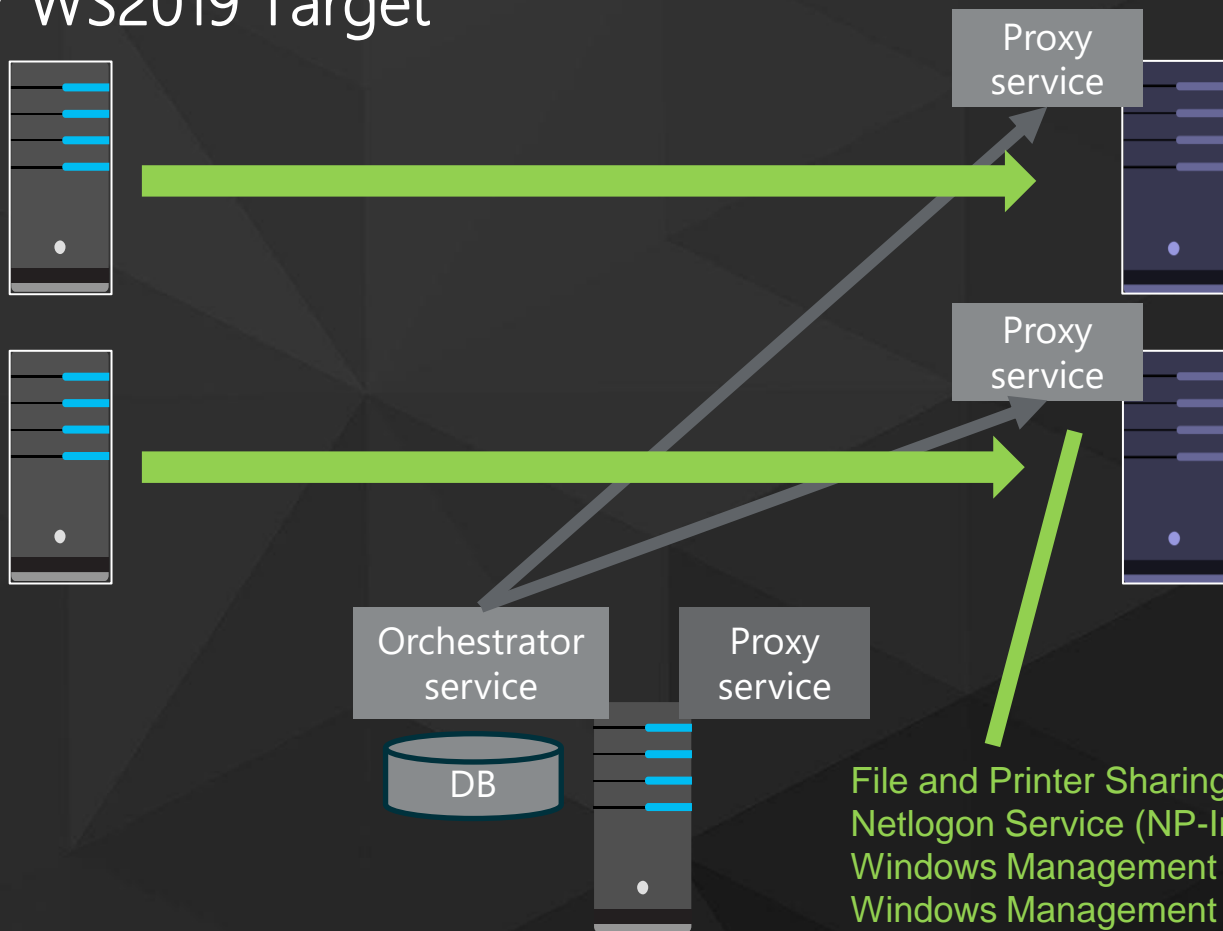 WS2019 Target
Proxy
service
Proxy
service
Orchestrator
service
Proxy
service
DB
File and Printer Sharing
Netlogon Service (NP-In
Windows Management
Windows Management